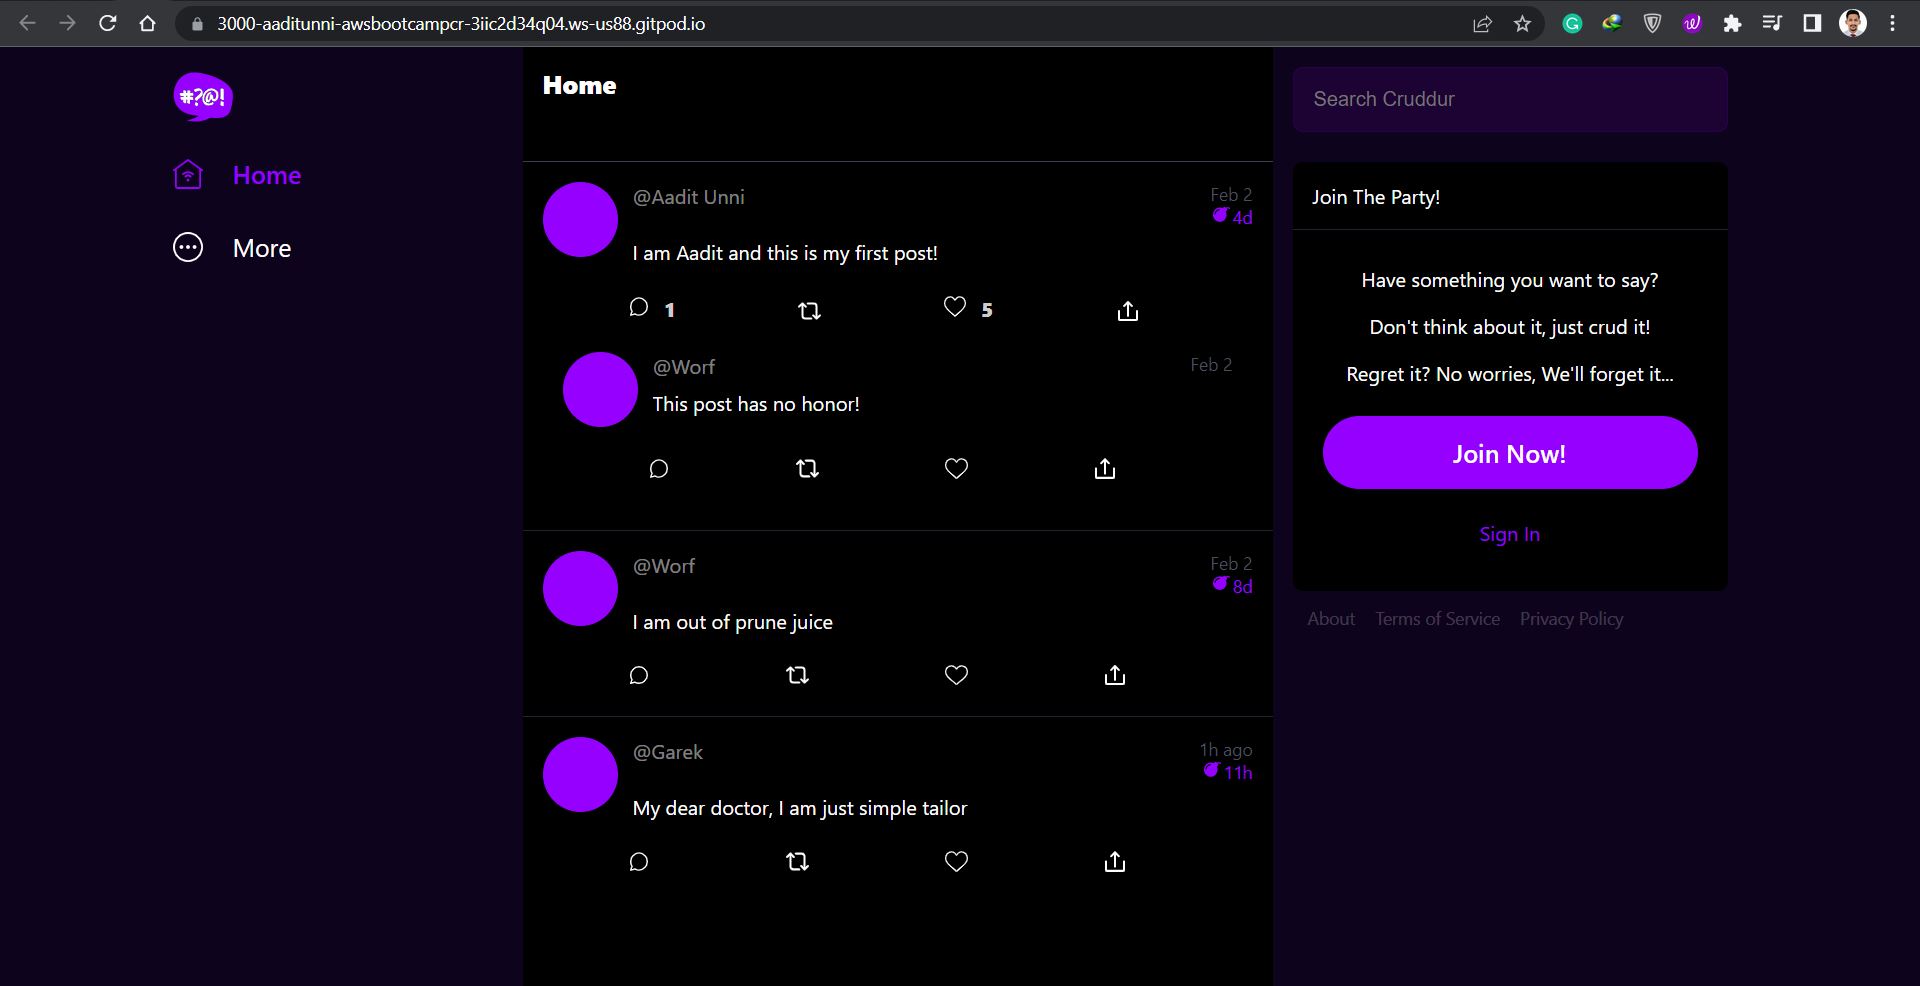 3000-aaditunni-awsbootcampcr-3iic2d34q04.ws-us88.gitpod.io
#?@!
Home
More
Home
@Aadit Unni
Feb 2
4d
I am Aadit and this is my first post!
1
5
@Worf
Feb 2
This post has no honor!
@Worf
Feb 2
8d
I am out of prune juice
@Garek
1h ago
11h
My dear doctor, I am just simple tailor
Search Cruddur
Join The Party!
Have something you want to say?
Don't think about it, just crud it!
Regret it? No worries, We'll forget it...
Join Now!
Sign In
About Terms of Service Privacy Policy